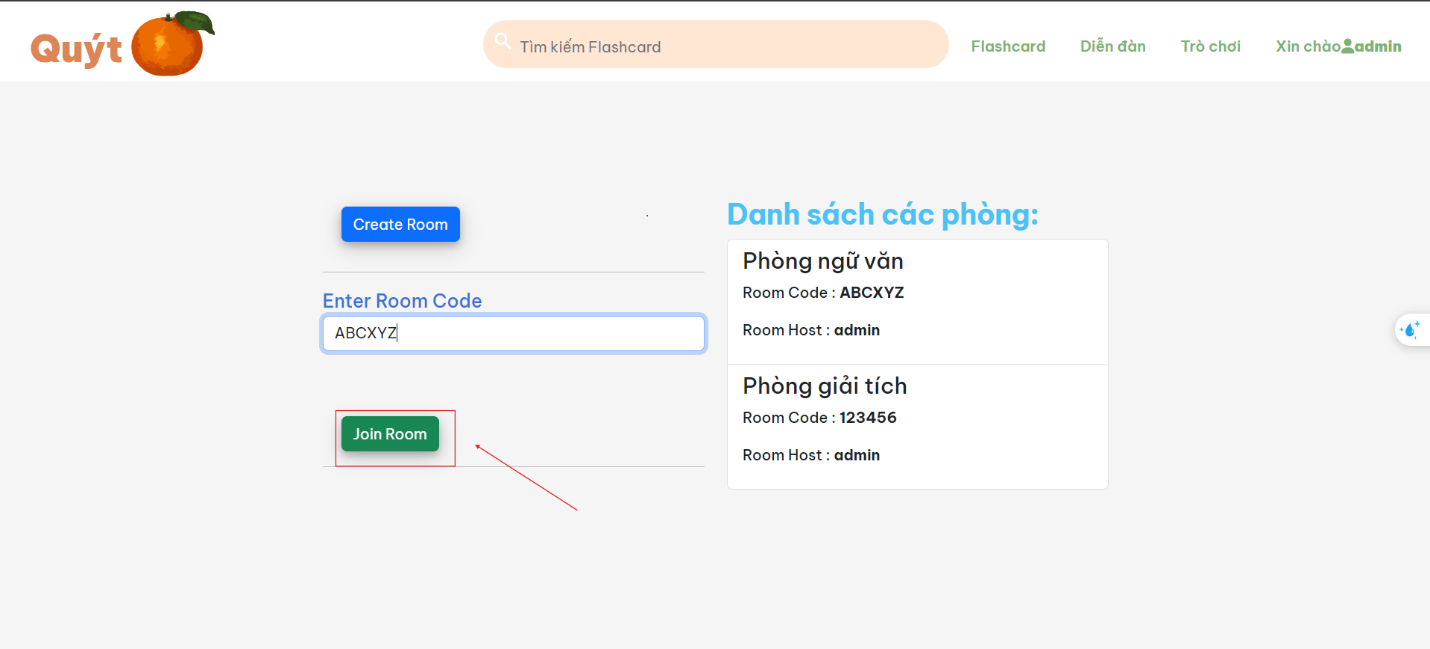 Quýt
Tìm kiếm Flashcard
Flashcard
Diễn đàn
Trò chơi
Xin chào admin
Create Room
Enter Room Code
ABCXYZ
Join Room
Danh sách các phòng:
Phòng ngữ văn
Room Code : ABCXYZ
Room Host : admin
Phòng giải tích
Room Code : 123456
Room Host : admin